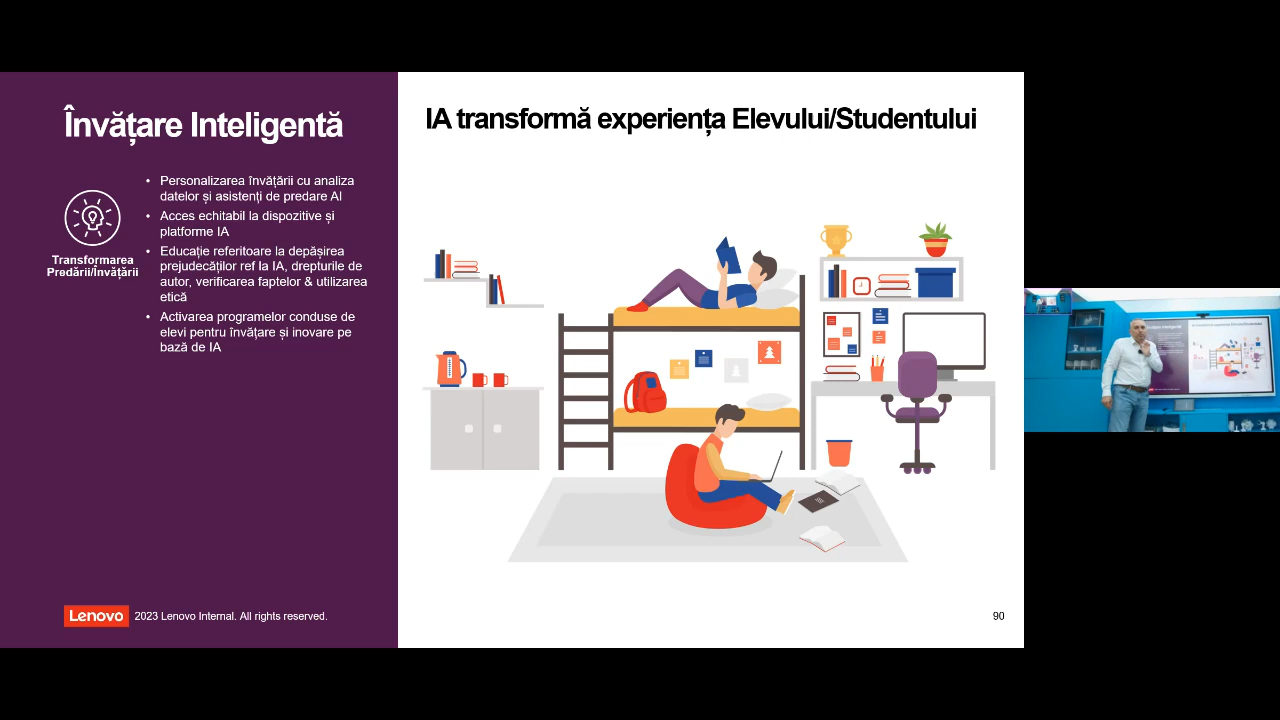 Învățare Inteligentă
Transformarea
Predării/Învățării
• Personalizarea învățării cu analiza
datelor și asistenți de predare AI
• Acces echitabil la dispozitive și
platforme IA
• Educație referitoare la depășirea
prejudecăților ref la IA, drepturile de
autor, verificarea faptelor & utilizarea
etică
• Activarea programelor conduse de
elevi pentru învățare și inovare pe
bază de IA
Lenovo 2023 Lenovo Internal. All rights reserved.
IA transformă experiența Elevului/Studentului
90